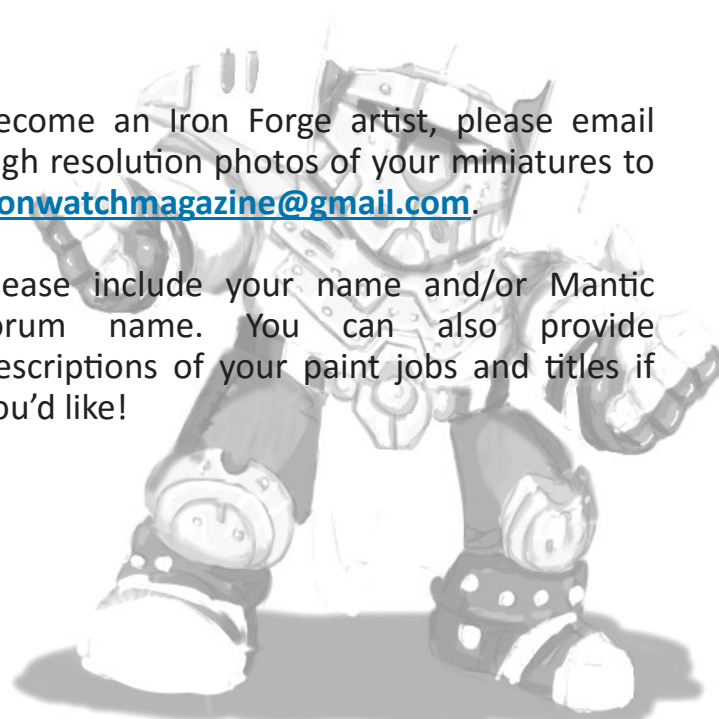 ecome an Iron Forge artist, please email
gh resolution photos of your miniatures to
onwatchmagazine@gmail.com.
ease include your name and/or Mantic
orum name. You can also provide
escriptions of your paint jobs and titles if
ou'd like!